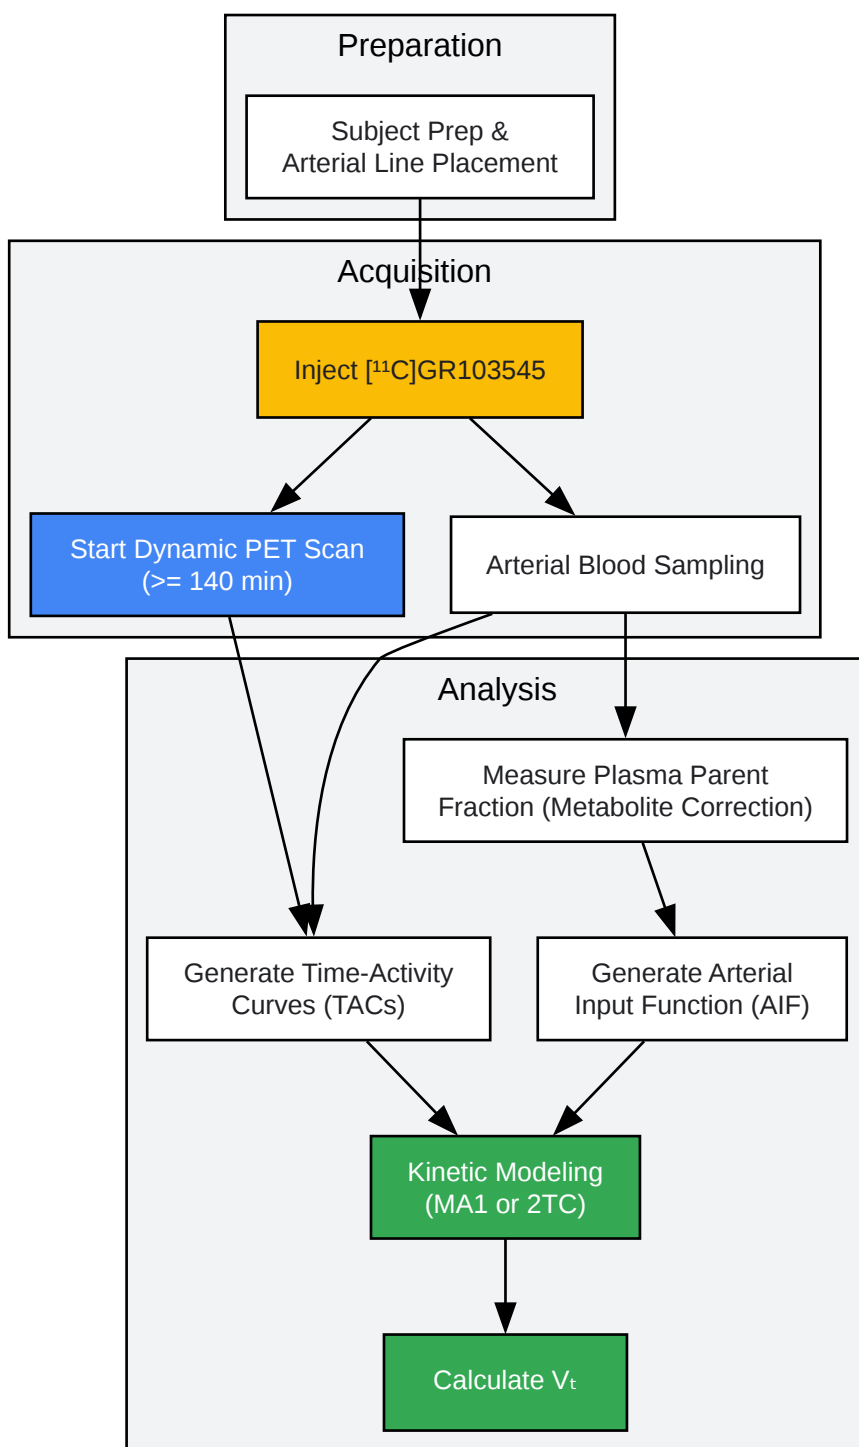 Preparation
Subject Prep &
Arterial Line Placement
Acquisition
Inject [¹¹C]GR103545
Start Dynamic PET Scan
(>= 140 min)
Arterial Blood Sampling
Analysis
Measure Plasma Parent
Fraction (Metabolite Correction)
Generate Time-Activity
Curves (TACs)
Generate Arterial
Input Function (AIF)
Kinetic Modeling
(MA1 or 2TC)
Calculate Vₜ